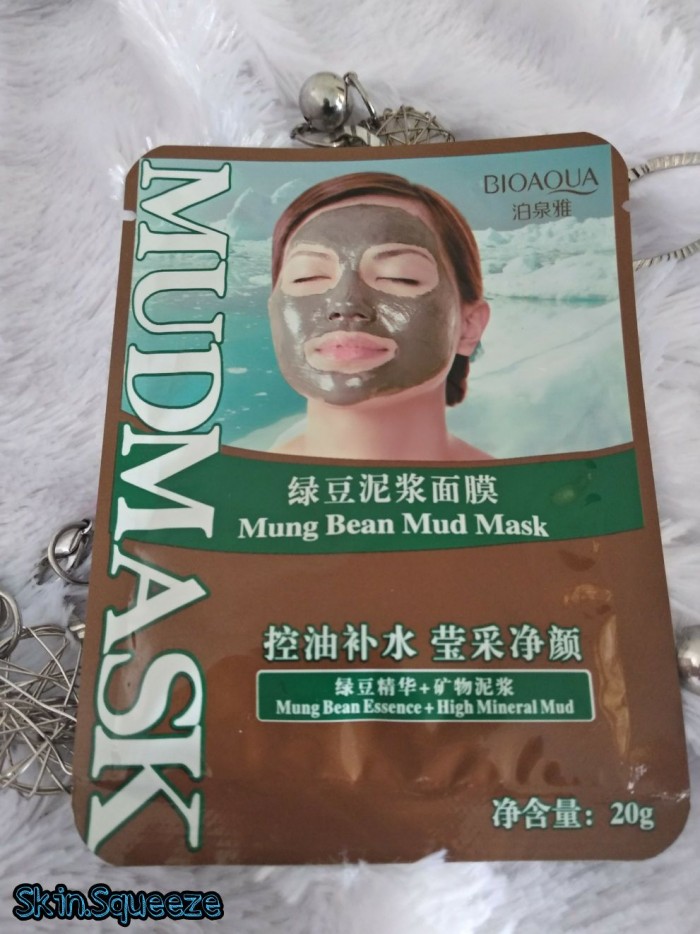 MUDMASK
BIOAQUA
泊泉雅
绿豆泥浆面膜
Mung Bean Mud Mask
控油补水 莹采净颜
绿豆精华+矿物泥浆
Mung Bean Essence+High Mineral Mud
净含量：20g
Skin.Squeeze